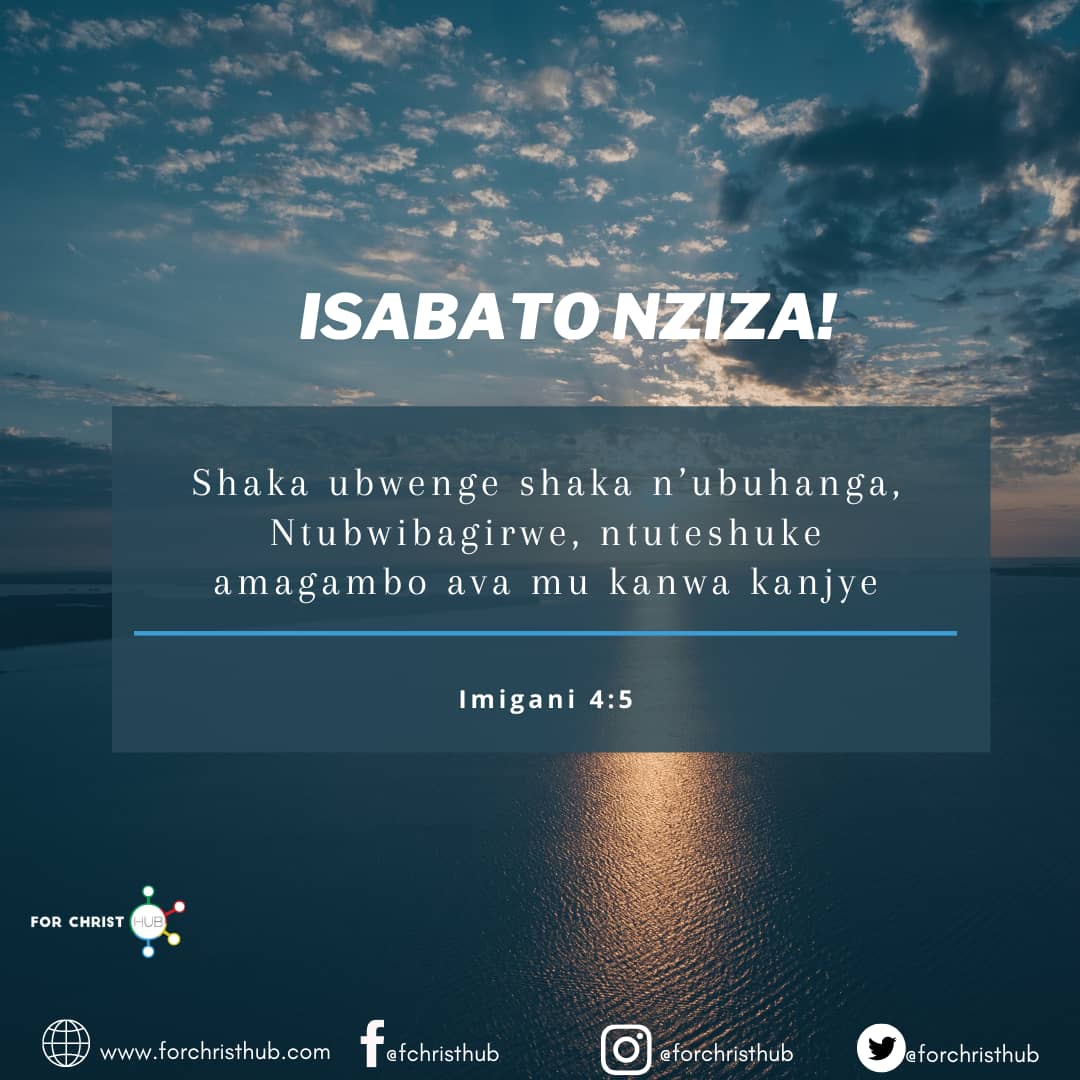 ISABATO NZIZA!
Shaka ubwenge shaka n’ubuhanga,
Ntubwibagirwe, ntuteshuke
amagambo ava mu kanwa kanjye
Imigani 4:5
FOR CHRIST HUB
www.forchristhub.com @fchristhub @forchristhub @forchristhub